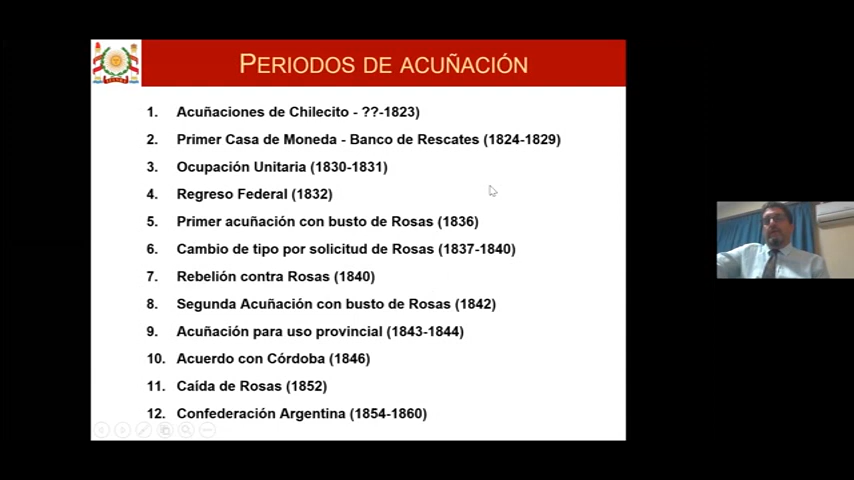 PERIODOS DE ACUÑACIÓN
1. Acuñaciones de Chilecito - ??-1823)
2. Primer Casa de Moneda - Banco de Rescates (1824-1829)
3. Ocupación Unitaria (1830-1831)
4. Regreso Federal (1832)
5. Primer acuñación con busto de Rosas (1836)
6. Cambio de tipo por solicitud de Rosas (1837-1840)
7. Rebelión contra Rosas (1840)
8. Segunda Acuñación con busto de Rosas (1842)
9. Acuñación para uso provincial (1843-1844)
10. Acuerdo con Córdoba (1846)
11. Caída de Rosas (1852)
12. Confederación Argentina (1854-1860)